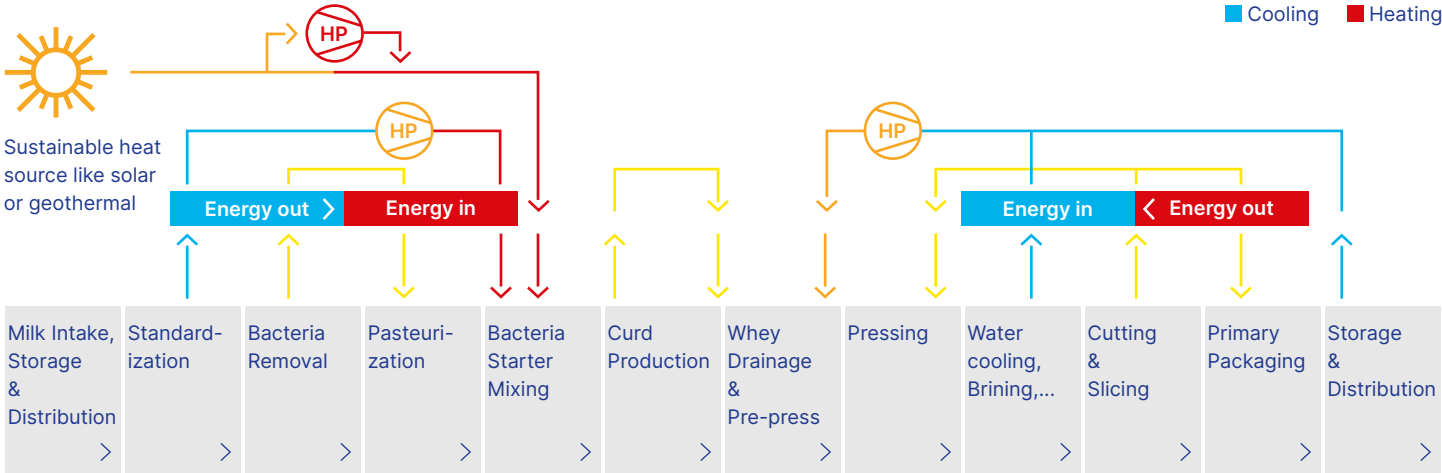 Cooling
Heating
HP
HP
HP
Sustainable heat
source like solar
or geothermal
Energy out
Energy in
Energy in
Energy out
Milk Intake,
Storage
&
Distribution
Standard-
ization
Bacteria
Removal
Pasteuri-
zation
Bacteria
Starter
Mixing
Curd
Production
Whey
Drainage
&
Pre-press
Pressing
Water
cooling,
Brining,...
Cutting
&
Slicing
Primary
Packaging
Storage
&
Distribution